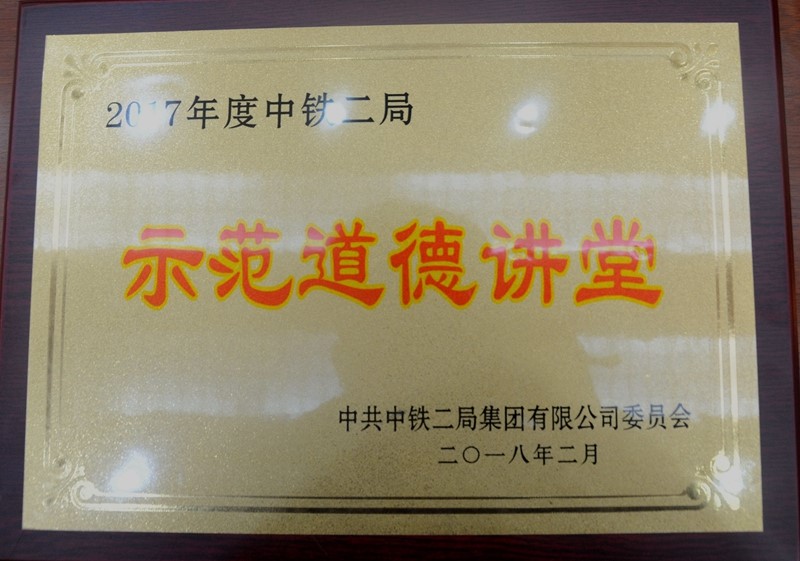 2017年度中铁二局
示范道德讲堂
中共中铁二局集团有限公司委员会
二〇一八年二月